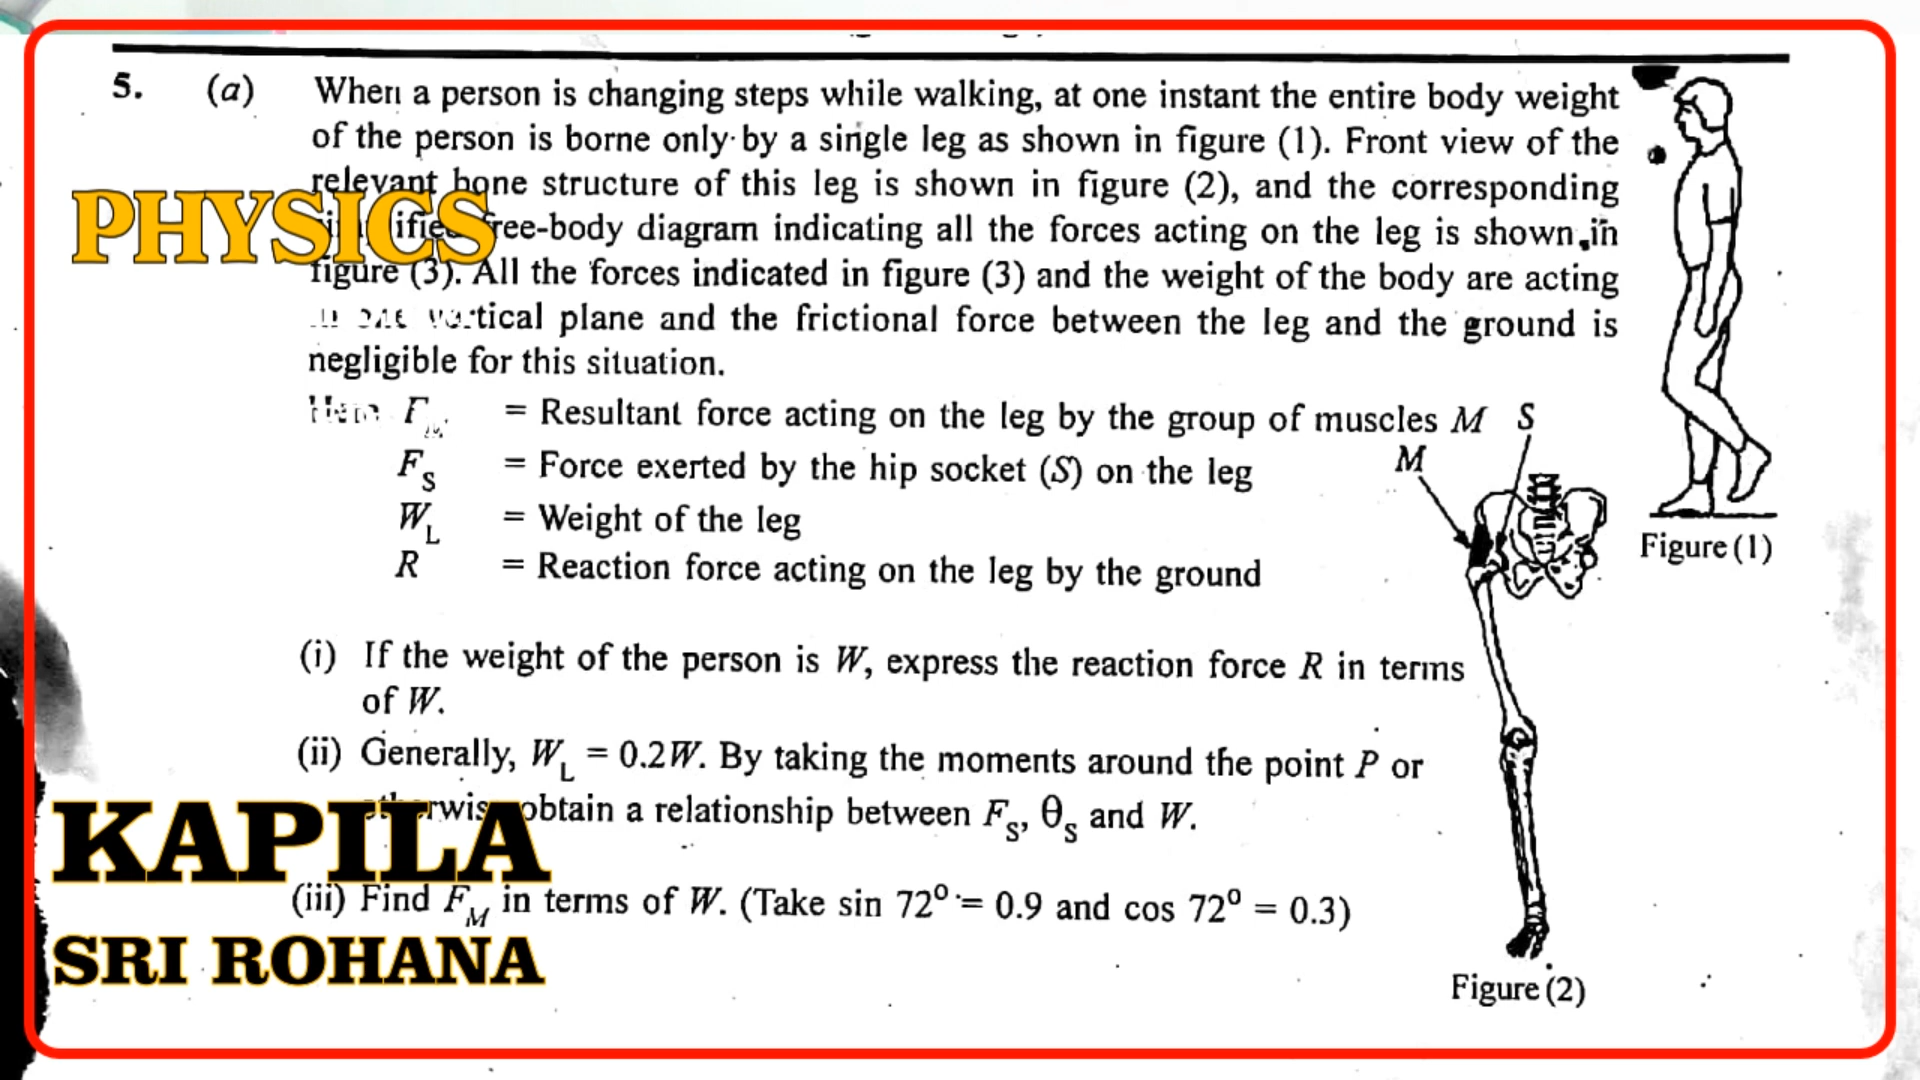 5. (a) When a person is changing steps while walking, at one instant the entire body weight
of the person is borne only by a single leg as shown in figure (1). Front view of the
relevant bone structure of this leg is shown in figure (2), and the corresponding
free-body diagram indicating all the forces acting on the leg is shown in
figure (3). All the forces indicated in figure (3) and the weight of the body are acting
plane and the frictional force between the leg and the ground is
negligible for this situation.
PHYSICS
= Resultant force acting on the leg by the group of muscles M
F_S = Force exerted by the hip socket (S) on the leg
W_L = Weight of the leg
R = Reaction force acting on the leg by the ground
S
M
Figure (1)
(i) If the weight of the person is W, express the reaction force R in terms
of W.
(ii) Generally, W_L = 0.2W. By taking the moments around the point P or
obtain a relationship between F_S, θ_S and W.
(iii) Find F_M in terms of W. (Take sin 72° = 0.9 and cos 72° = 0.3)
Figure (2)
KAPILA
SRI ROHANA